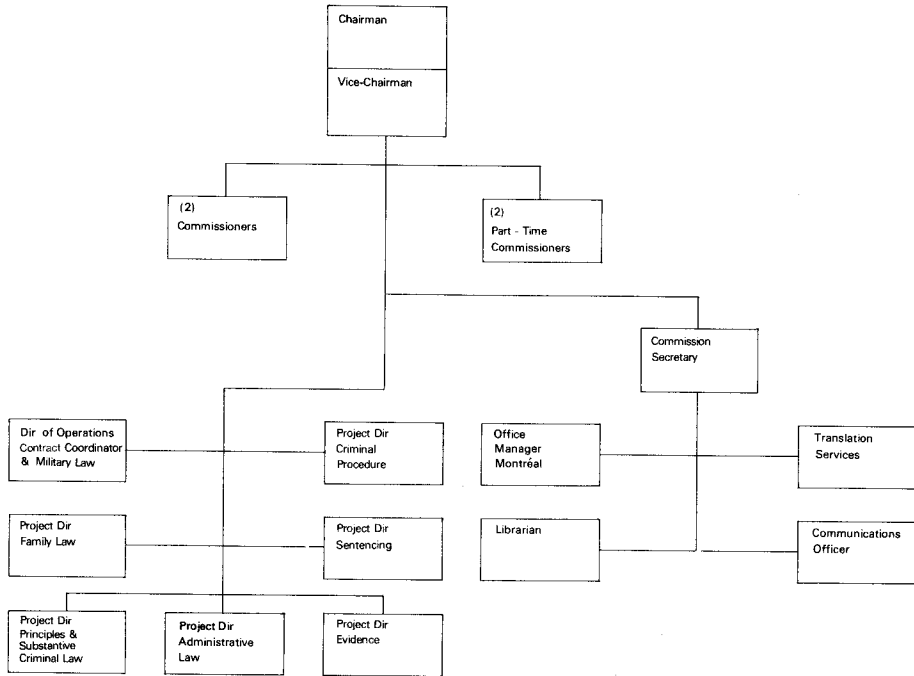 Chairman
Vice-Chairman
(2)
Commissioners
(2)
Part - Time
Commissioners
Commission
Secretary
Dir of Operations
Contract Coordinator
& Military Law
Project Dir
Criminal
Procedure
Office
Manager
Montréal
Translation
Services
Project Dir
Family Law
Project Dir
Sentencing
Librarian
Communications
Officer
Project Dir
Principles &
Substantive
Criminal Law
Project Dir
Administrative
Law
Project Dir
Evidence